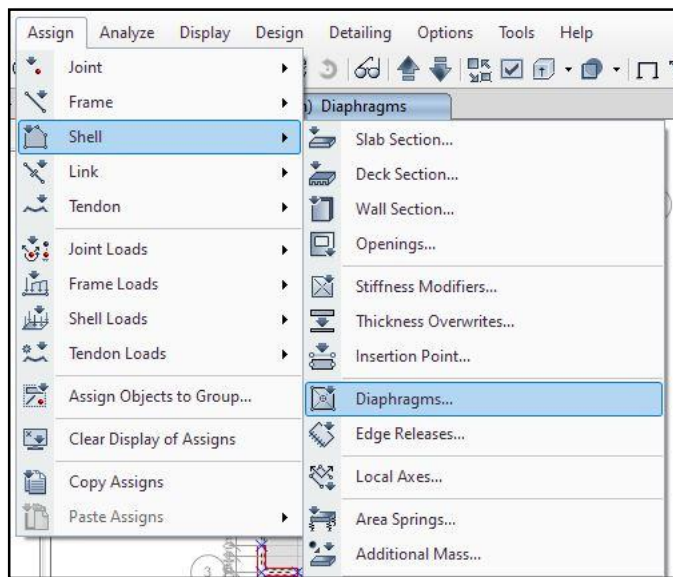 Assign Analyze Display Design Detailing Options Tools Help
) Diaphragms
Joint
Frame
Shell
Link
Tendon
Joint Loads
Frame Loads
Shell Loads
Tendon Loads
Assign Objects to Group...
Clear Display of Assigns
Copy Assigns
Paste Assigns
Slab Section...
Deck Section...
Wall Section...
Openings...
Stiffness Modifiers...
Thickness Overwrites...
Insertion Point...
Diaphragms...
Edge Releases...
Local Axes...
Area Springs...
Additional Mass...
3